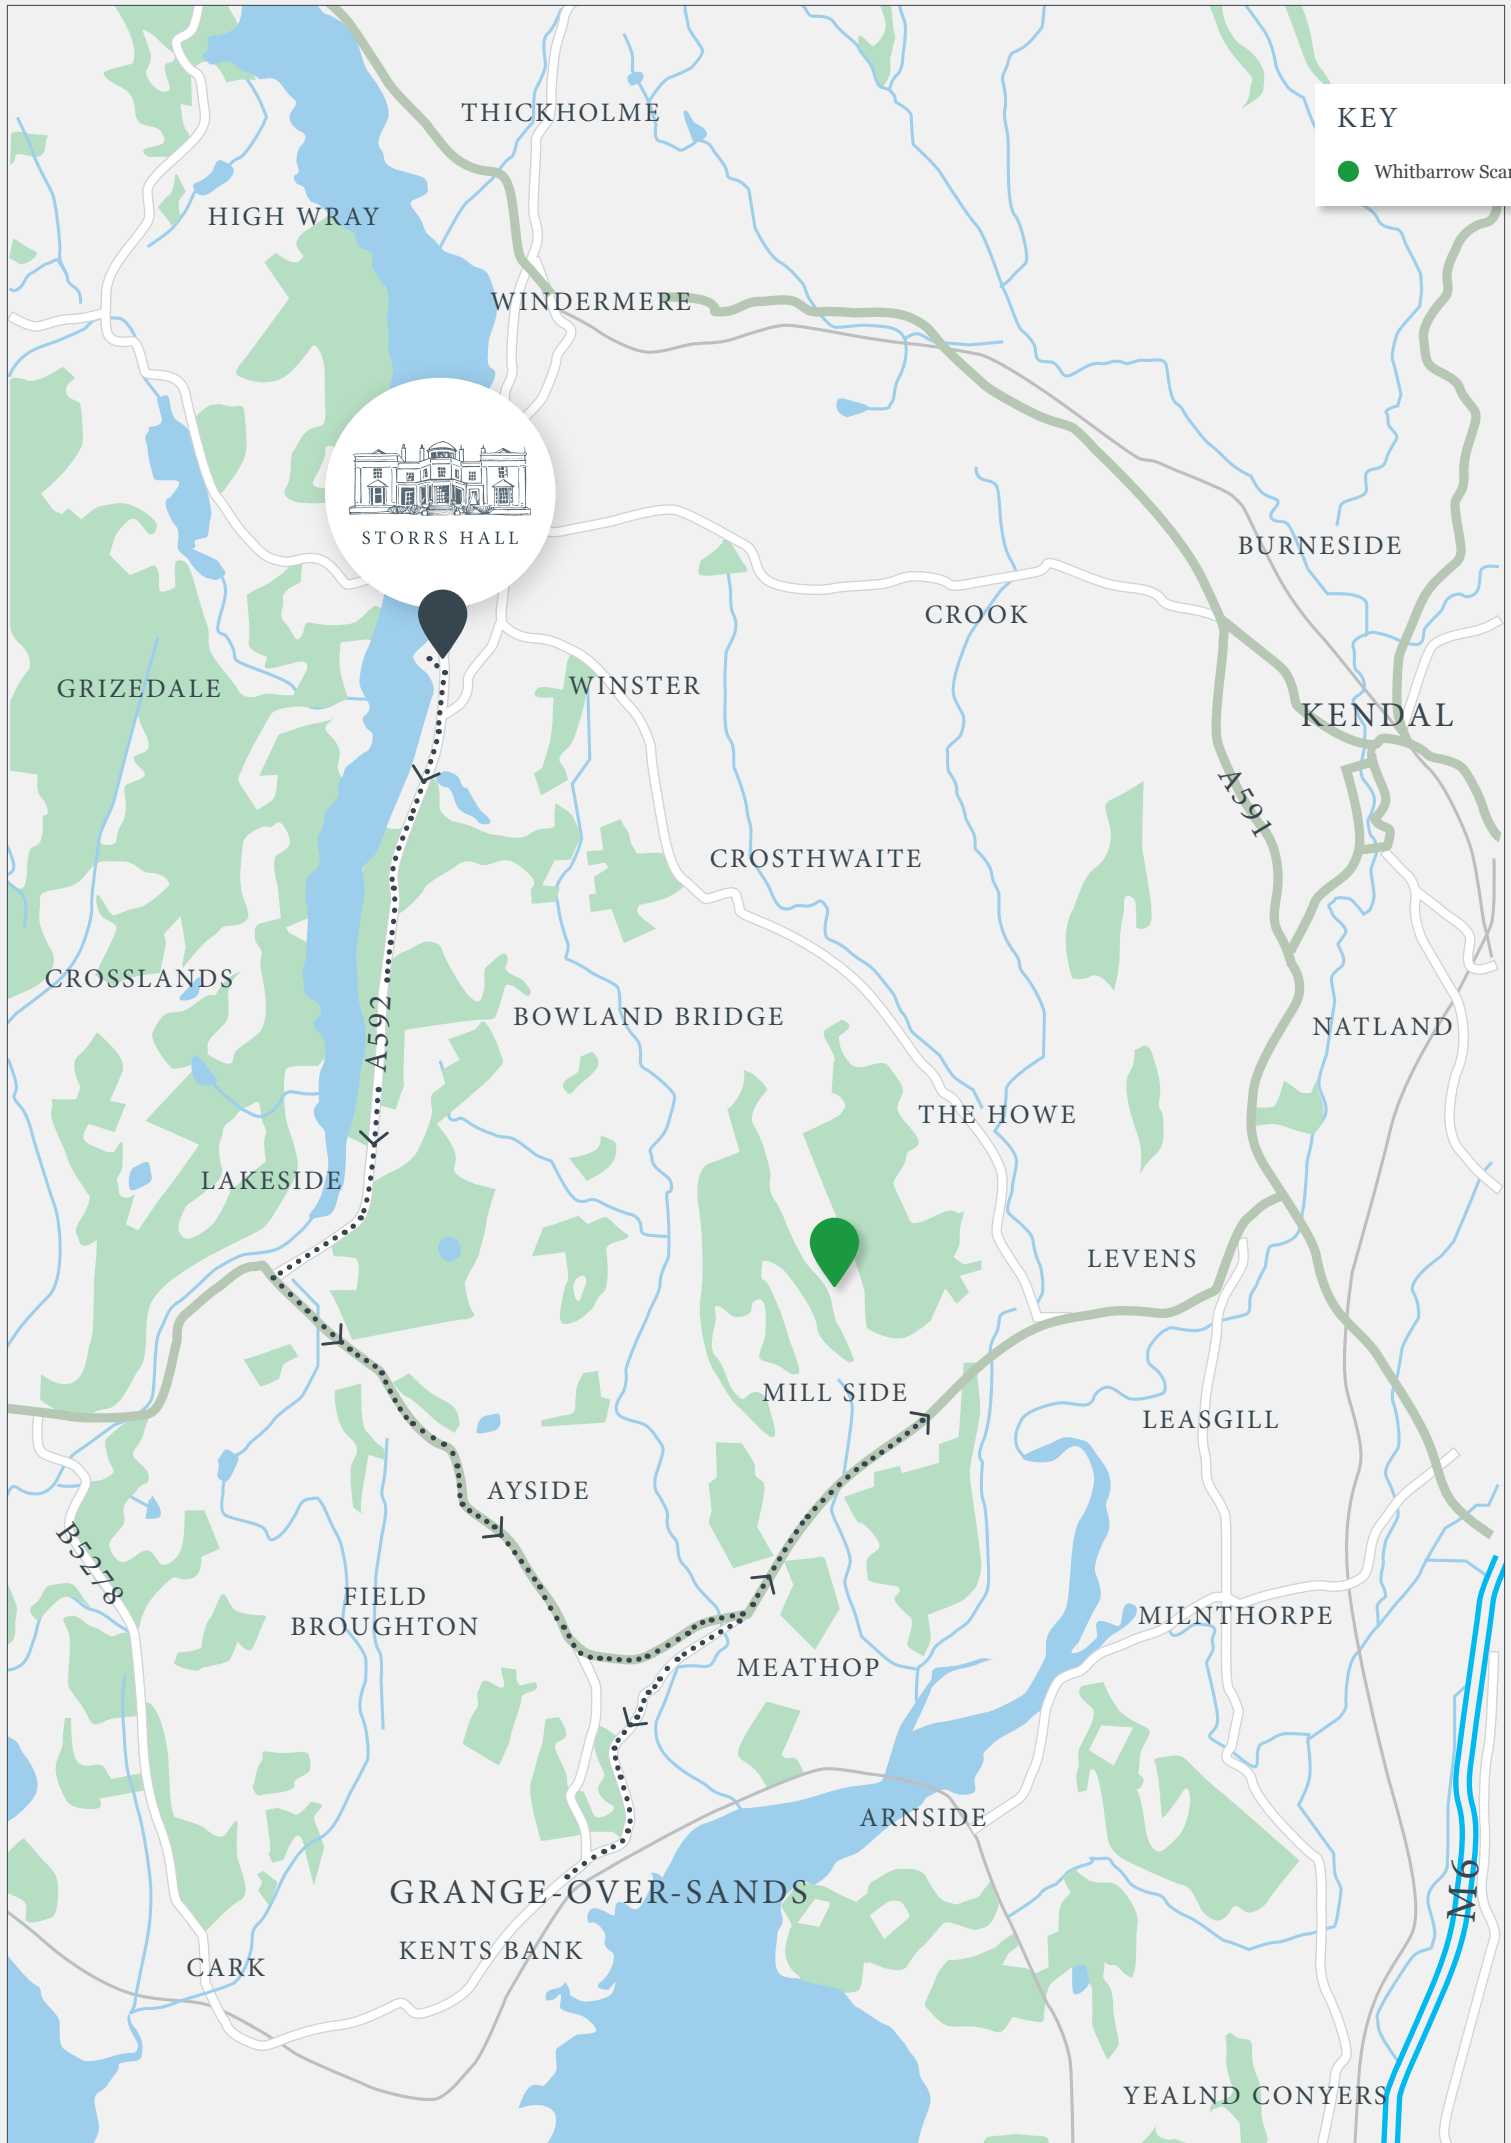 THICKHOLME
KEY
Whitbarrow Scar
HIGH WRAY
WINDERMERE
STORRS HALL
BURNESIDE
CROOK
GRIZEDALE
WINSTER
KENDAL
A591
CROSTHWAITE
CROSSLANDS
A592
BOWLAND BRIDGE
NATLAND
THE HOWE
LAKESIDE
LEVENS
MILL SIDE
LEASGILL
AYSIDE
B5278
FIELD
BROUGHTON
MILNTHORPE
MEATHOP
ARNSIDE
M6
GRANGE-OVER-SANDS
KENTS BANK
CARK
YEALND CONYERS